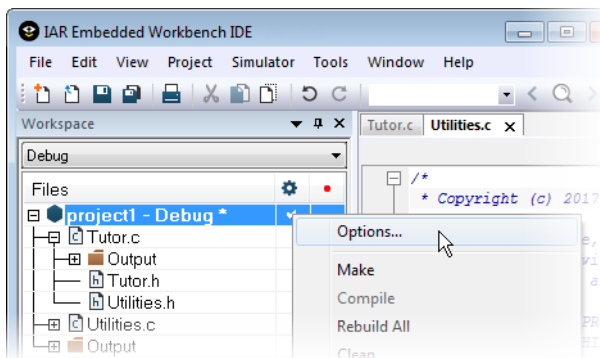 IAR Embedded Workbench IDE
File Edit View Project Simulator Tools Window Help
Workspace
Tutor.c Utilities.c
Debug
Files
/*
* Copyright (c) 2017
project1 - Debug *
Options...
Tutor.c
Output
Make
Tutor.h
Compile
Utilities.h
Rebuild All
Utilities.c
Output
Clean